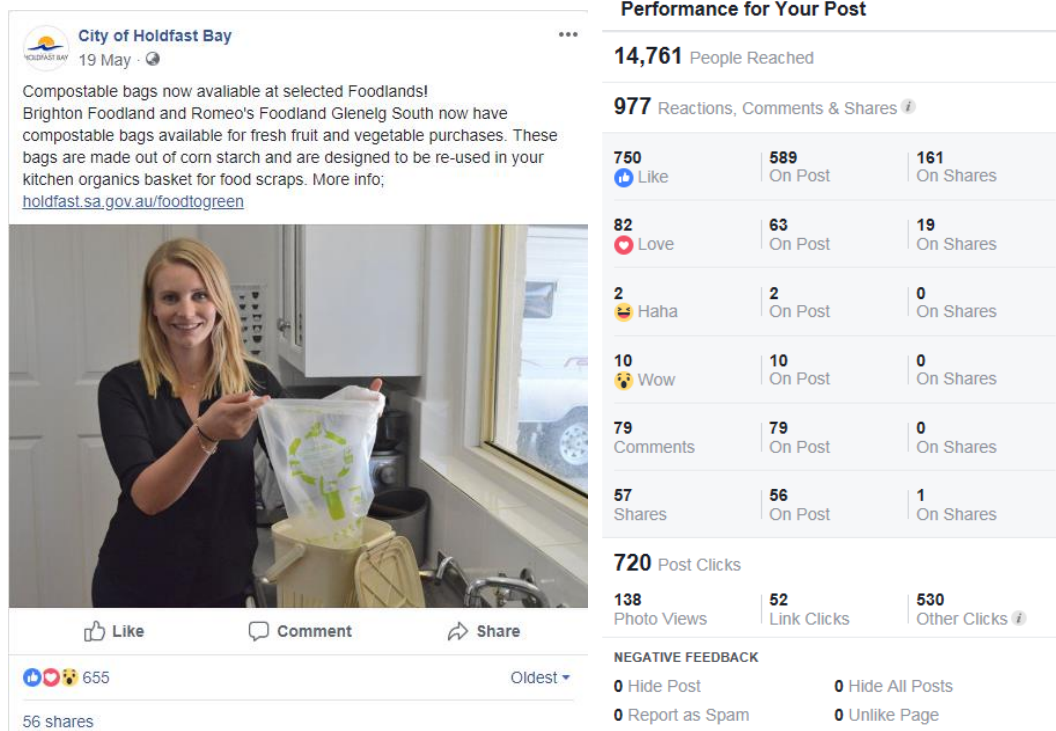 City of Holdfast Bay
HOLDFAST BAY
19 May ·
Compostable bags now avaliable at selected Foodlands!
Brighton Foodland and Romeo's Foodland Glenelg South now have
compostable bags available for fresh fruit and vegetable purchases. These
bags are made out of corn starch and are designed to be re-used in your
kitchen organics basket for food scraps. More info;
holdfast.sa.gov.au/foodtogreen
Like Comment Share
655 Oldest
56 shares
Performance for Your Post
14,761 People Reached
977 Reactions, Comments & Shares
750 589 161
Like On Post On Shares
82 63 19
Love On Post On Shares
2 2 0
Haha On Post On Shares
10 10 0
Wow On Post On Shares
79 79 0
Comments On Post On Shares
57 56 1
Shares On Post On Shares
720 Post Clicks
138 52 530
Photo Views Link Clicks Other Clicks
NEGATIVE FEEDBACK
0 Hide Post 0 Hide All Posts
0 Report as Spam 0 Unlike Page